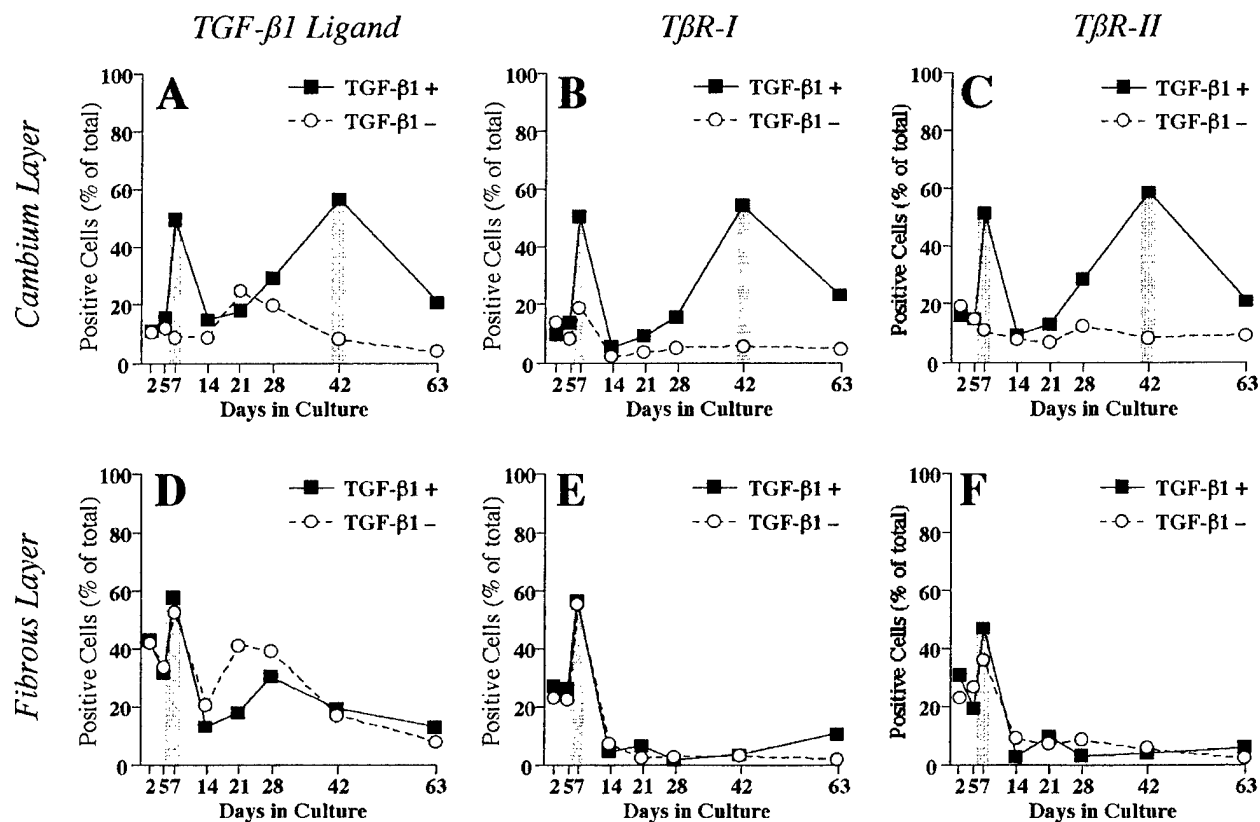 TGF-β1 Ligand
TβR-I
TβR-II
Cambium Layer
A
Positive Cells (% of total)
100
80
60
40
20
0
TGF-β1 +
TGF-β1 –
2 5 7 14 21 28 42 63
Days in Culture
B
Positive Cells (% of total)
100
80
60
40
20
0
TGF-β1 +
TGF-β1 –
2 5 7 14 21 28 42 63
Days in Culture
C
Positive Cells (% of total)
100
80
60
40
20
0
TGF-β1 +
TGF-β1 –
2 5 7 14 21 28 42 63
Days in Culture
Fibrous Layer
D
Positive Cells (% of total)
100
80
60
40
20
0
TGF-β1 +
TGF-β1 –
2 5 7 14 21 28 42 63
Days in Culture
E
Positive Cells (% of total)
100
80
60
40
20
0
TGF-β1 +
TGF-β1 –
2 5 7 14 21 28 42 63
Days in Culture
F
Positive Cells (% of total)
100
80
60
40
20
0
TGF-β1 +
TGF-β1 –
2 5 7 14 21 28 42 63
Days in Culture